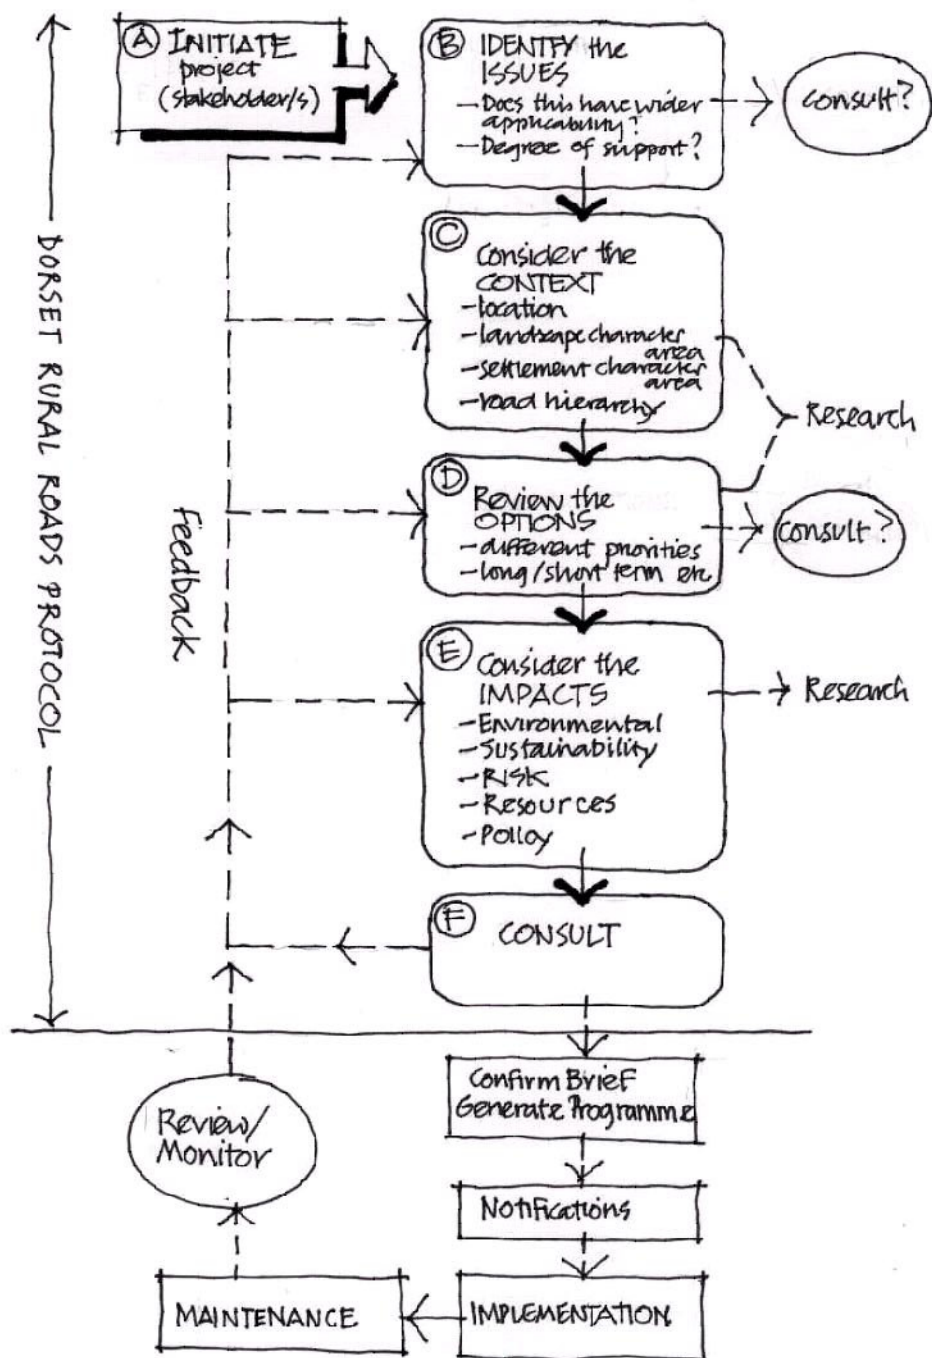 DORSET RURAL ROADS PROTOCOL
A INITIATE
project
(stakeholder/s)
B IDENTIFY the
ISSUES
-Does this have wider
applicability?
-Degree of support?
Consult?
C
Consider the
CONTEXT
-location
-landscape character
area
-settlement character
area
-road hierarchy
Research
D
Review the
OPTIONS
-different priorities
-long/short term etc
Consult?
Feedback
E
Consider the
IMPACTS
-Environmental
-Sustainability
-RISK
-Resources
-Policy
Research
F
CONSULT
Confirm Brief
Generate Programme
Review/
Monitor
Notifications
MAINTENANCE
IMPLEMENTATION